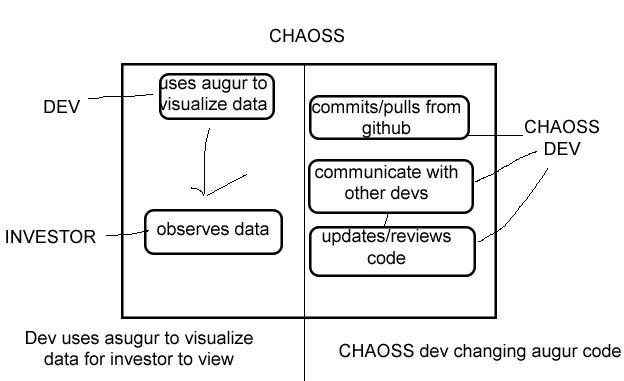 CHAOSS
uses augur to
visualize data
DEV
commits/pulls from
github
CHAOSS
DEV
communicate with
other devs
INVESTOR
observes data
updates/reviews
code
Dev uses asugur to visualize
data for investor to view
CHAOSS dev changing augur code